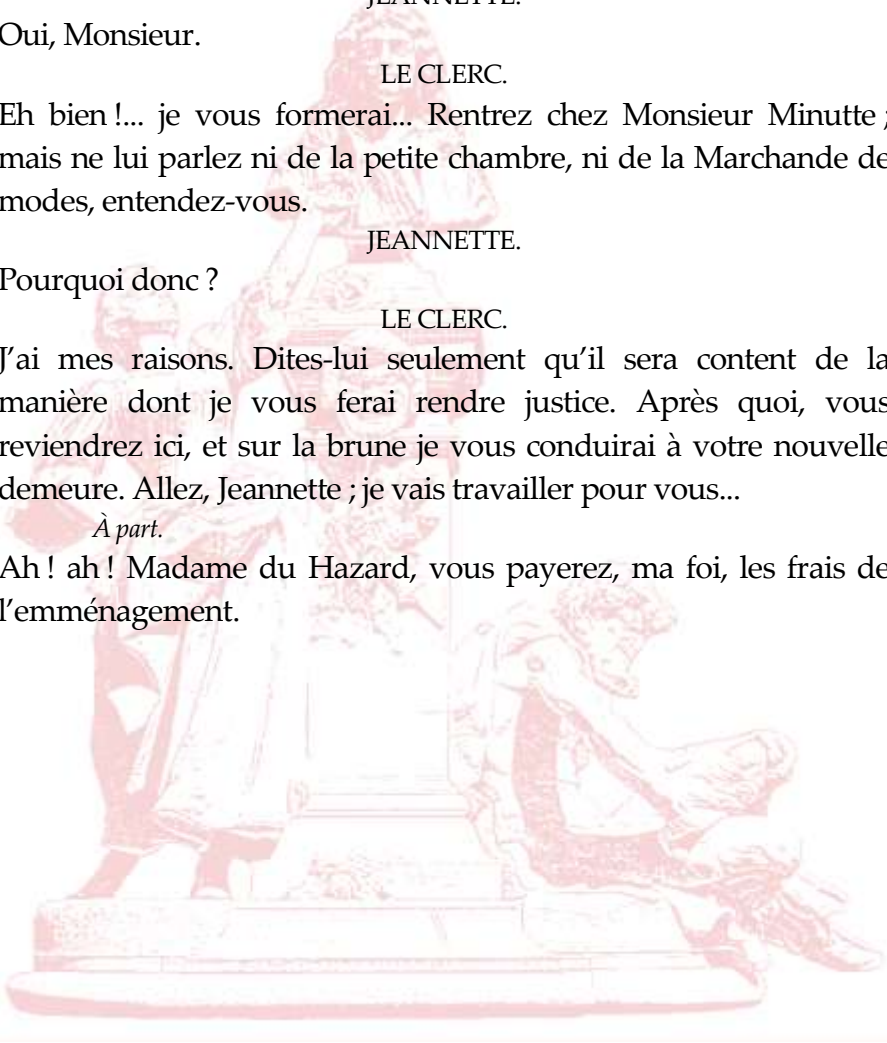 JEANNETTE.
Oui, Monsieur.
LE CLERC.
Eh bien !... je vous formerai... Rentrez chez Monsieur Minutte ;
mais ne lui parlez ni de la petite chambre, ni de la Marchande de
modes, entendez-vous.
JEANNETTE.
Pourquoi donc ?
LE CLERC.
J’ai mes raisons. Dites-lui seulement qu’il sera content de la
manière dont je vous ferai rendre justice. Après quoi, vous
reviendrez ici, et sur la brune je vous conduirai à votre nouvelle
demeure. Allez, Jeannette ; je vais travailler pour vous...
À part.
Ah ! ah ! Madame du Hazard, vous payerez, ma foi, les frais de
l’emménagement.